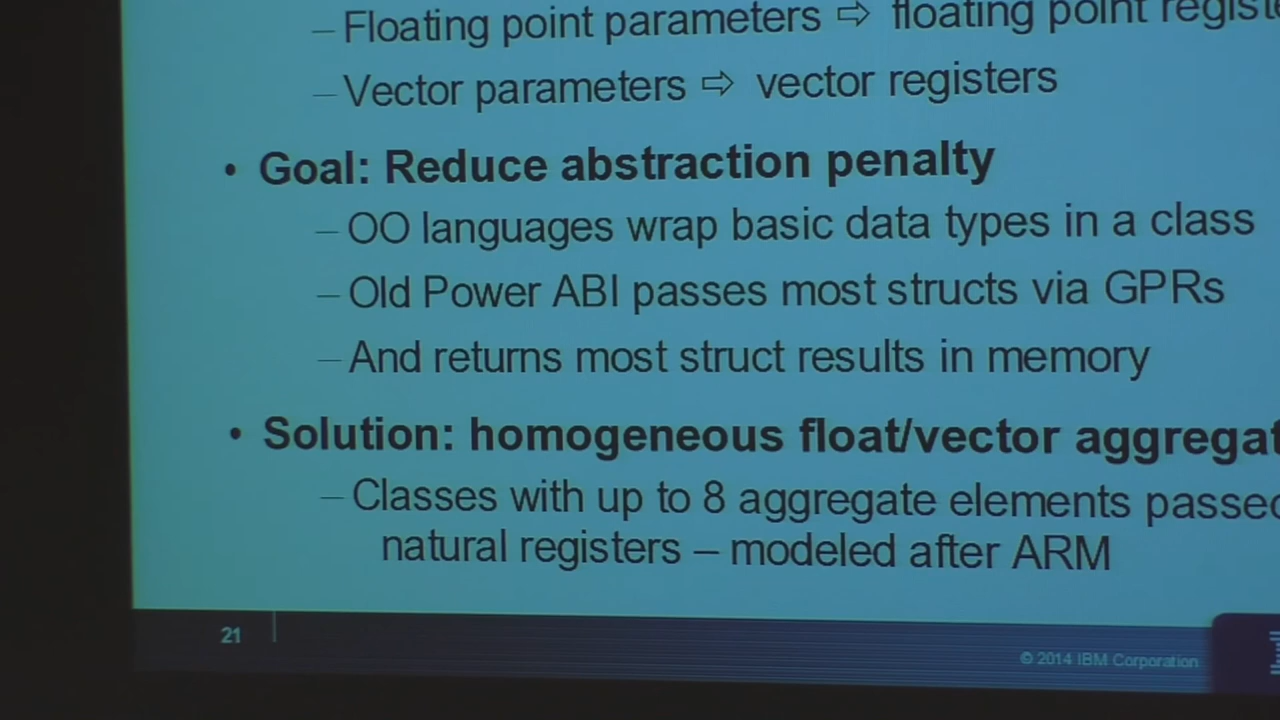 – Floating point parameters ⇨ floating point
– Vector parameters ⇨ vector registers
• Goal: Reduce abstraction penalty
– OO languages wrap basic data types in a class
– Old Power ABI passes most structs via GPRs
– And returns most struct results in memory
• Solution: homogeneous float/vector
– Classes with up to 8 aggregate elements
natural registers – modeled after ARM
21
© 2014 IBM Corporation